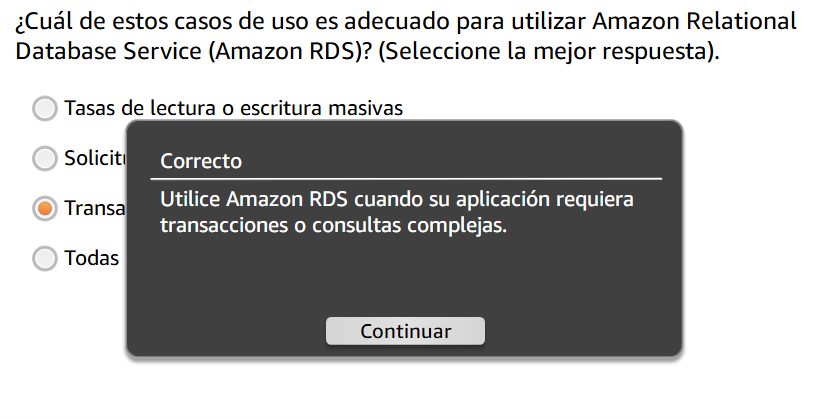 ¿Cuál de estos casos de uso es adecuado para utilizar Amazon Relational
Database Service (Amazon RDS)? (Seleccione la mejor respuesta).
Tasas de lectura o escritura masivas
Correcto
Utilice Amazon RDS cuando su aplicación requiera
transacciones o consultas complejas.
Todas
Continuar